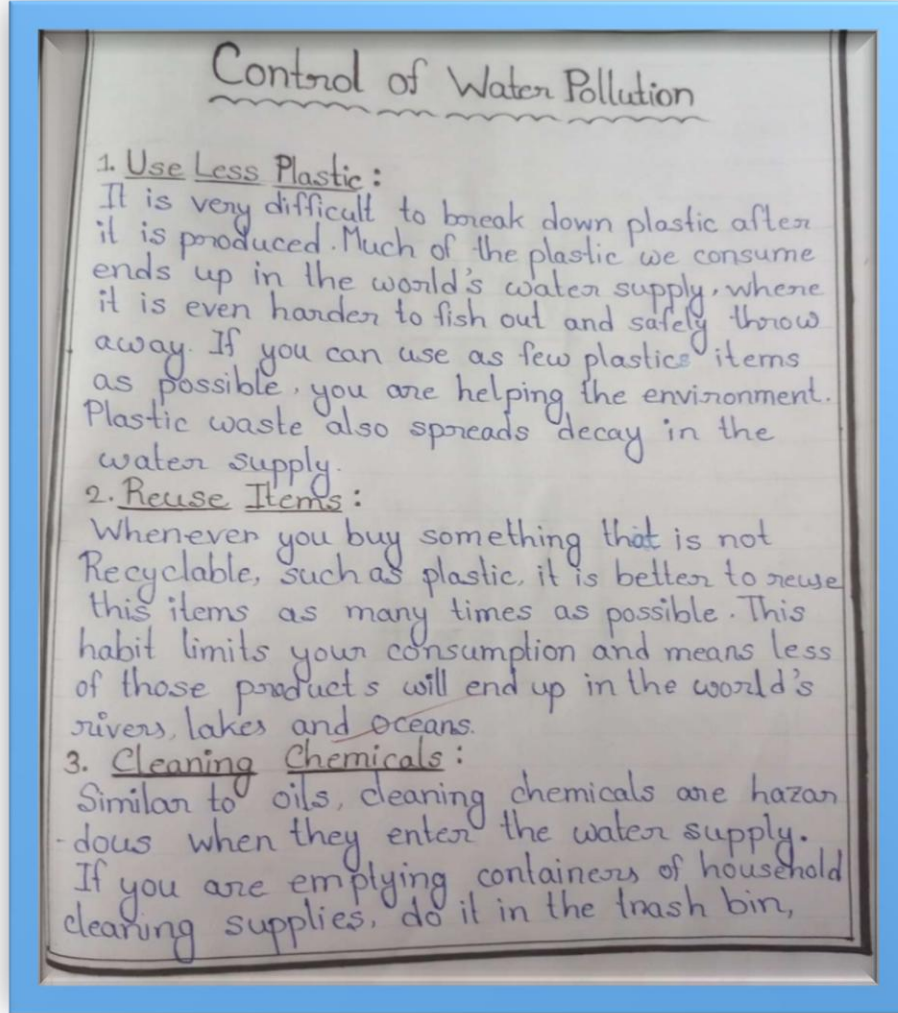 Control of Water Pollution
1. Use Less Plastic :
It is very difficult to break down plastic after
it is produced. Much of the plastic we consume
ends up in the world's water supply, where
it is even harder to fish out and safely throw
away. If you can use as few plastics items
as possible, you are helping the environment.
Plastic waste also spreads decay in the
water supply.
2. Reuse Items :
Whenever you buy something that is not
Recyclable, such as plastic, it is better to reuse
this items as many times as possible. This
habit limits your consumption and means less
of those products will end up in the world's
rivers, lakes and oceans.
3. Cleaning Chemicals :
Similar to oils, cleaning chemicals are hazar
-dous when they enter the water supply.
If you are emptying containers of household
cleaning supplies, do it in the trash bin,